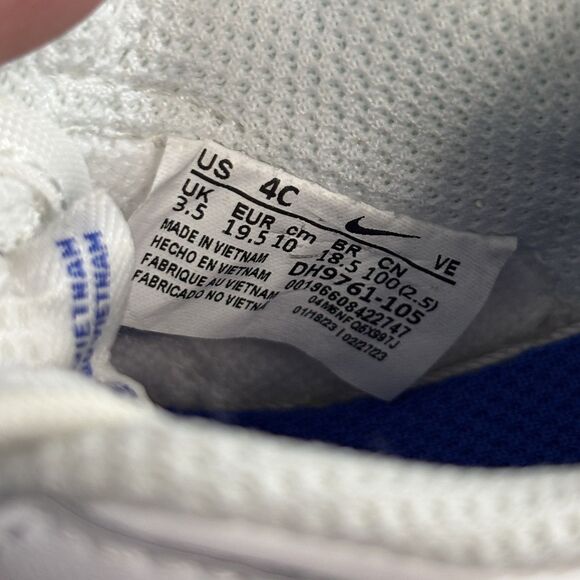 US 4C
UK EUR cm BR CN VE
3.5 19.5 10 18.5 100(2.5)
MADE IN VIETNAM DH9761-105
HECHO EN VIETNAM 00196608422747
FABRIQUE AU VIETNAM
FABRICADO NO VIETNA 01/18/23 | 02/27/23
VIETNAM
VIETNAM